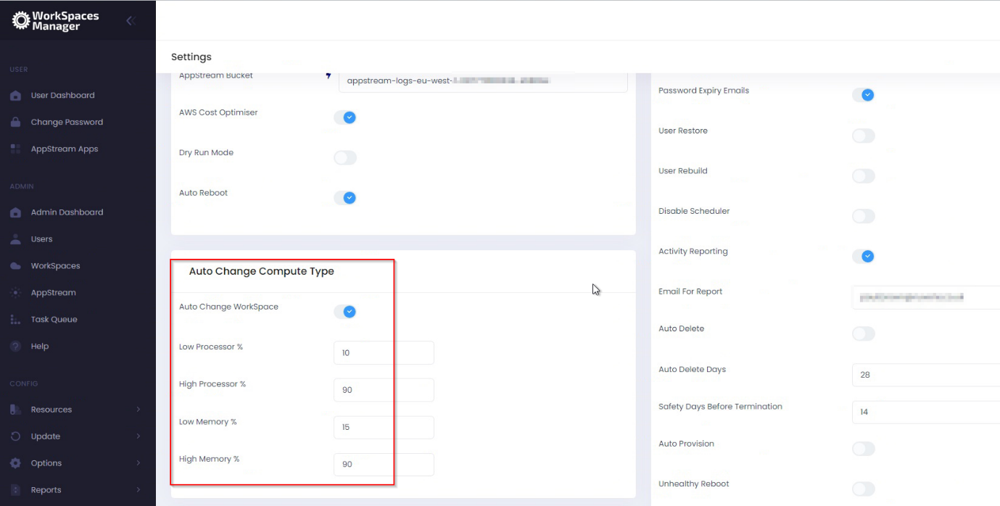 WorkSpaces
Manager
USER
User Dashboard
Change Password
AppStream Apps
ADMIN
Admin Dashboard
Users
WorkSpaces
AppStream
Task Queue
Help
CONFIG
Resources
Update
Options
Reports
Settings
AppStream Bucket
appstream-logs-eu-west-
AWS Cost Optimiser
Dry Run Mode
Auto Reboot
Auto Change Compute Type
Auto Change WorkSpace
Low Processor % 10
High Processor % 90
Low Memory % 15
High Memory % 90
Password Expiry Emails
User Restore
User Rebuild
Disable Scheduler
Activity Reporting
Email For Report
Auto Delete
Auto Delete Days 28
Safety Days Before Termination 14
Auto Provision
Unhealthy Reboot